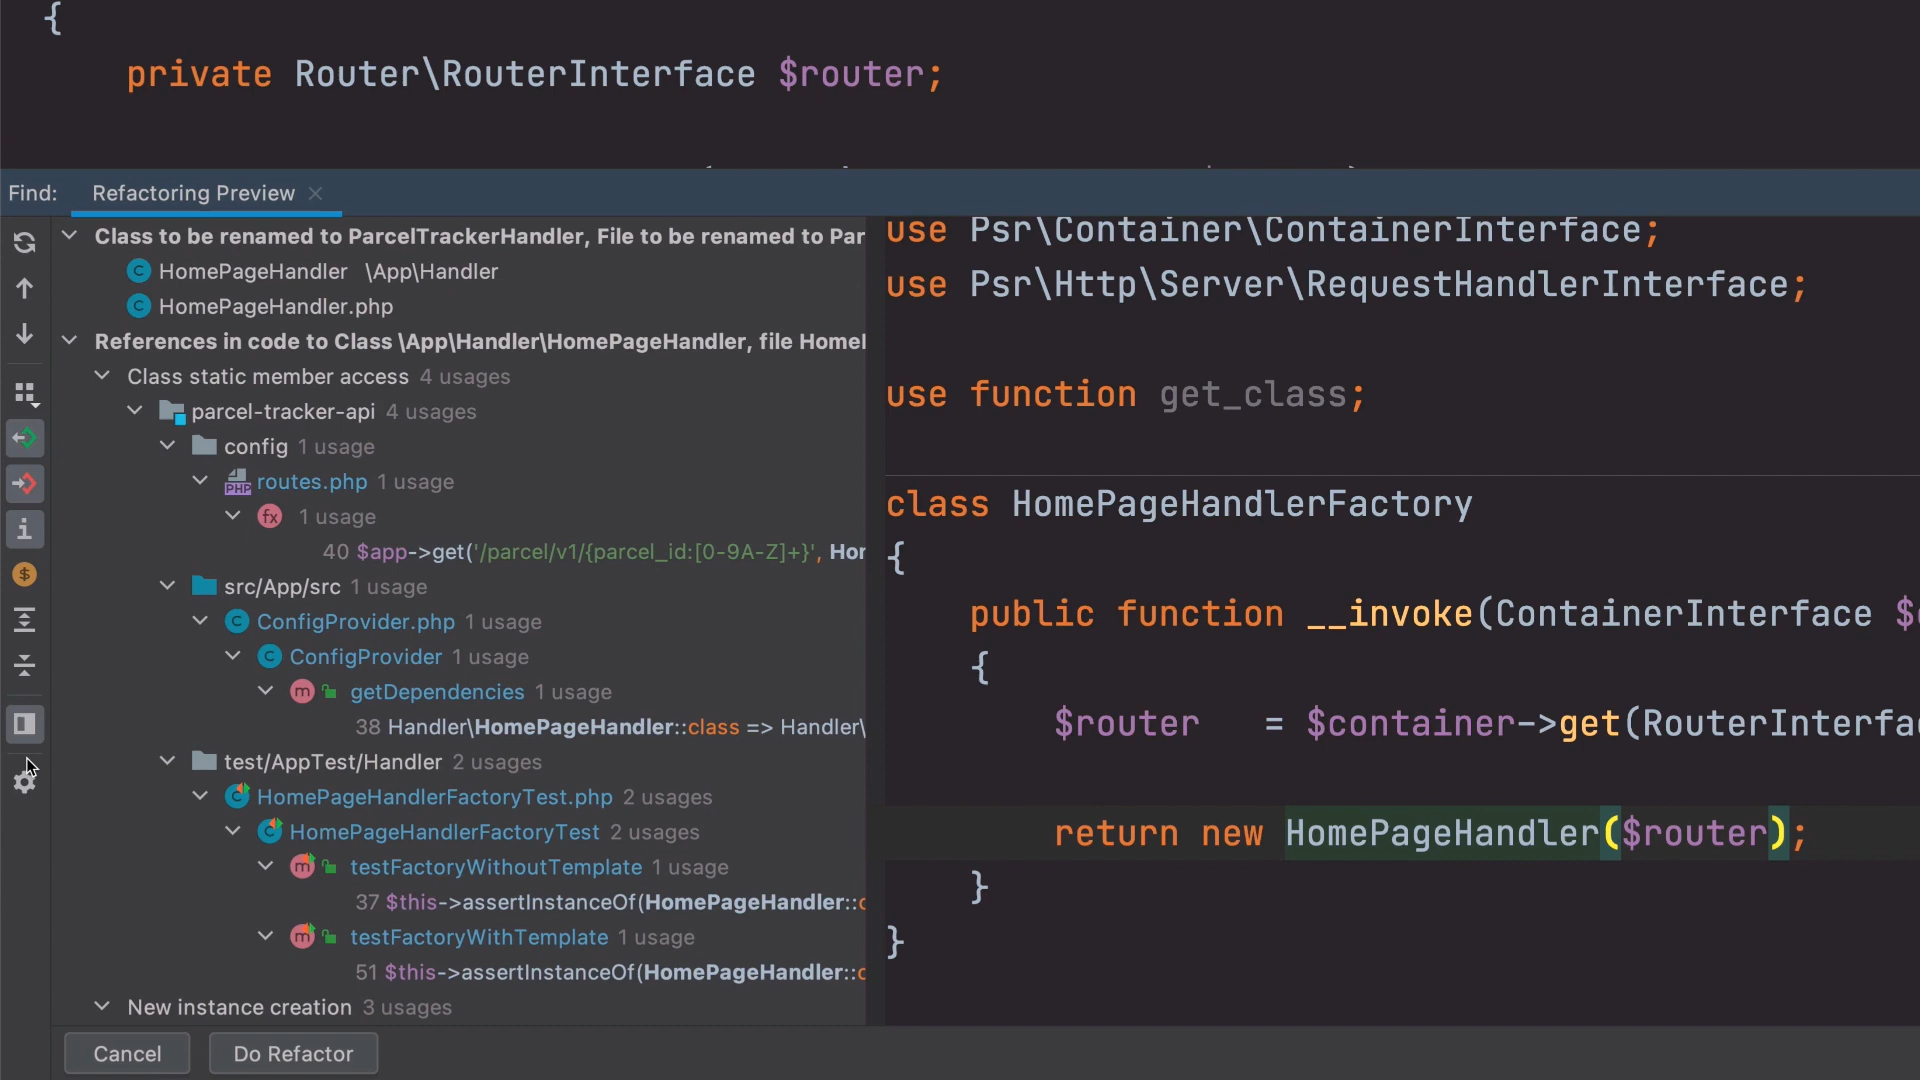 {
private Router\RouterInterface $router;
Find:
Refactoring Preview
Class to be renamed to ParcelTrackerHandler, File to be renamed to Par
HomePageHandler \App\Handler
HomePageHandler.php
References in code to Class \App\Handler\HomePageHandler, file Home
Class static member access 4 usages
parcel-tracker-api 4 usages
config 1 usage
PHP routes.php 1 usage
fx 1 usage
40 $app->get('/parcel/v1/{parcel_id:[0-9A-Z]+}', Hor
src/App/src 1 usage
C ConfigProvider.php 1 usage
C ConfigProvider 1 usage
m getDependencies 1 usage
38 Handler\HomePageHandler::class => Handler\
test/AppTest/Handler 2 usages
HomePageHandlerFactoryTest.php 2 usages
HomePageHandlerFactoryTest 2 usages
m testFactoryWithoutTemplate 1 usage
37 $this->assertInstanceOf(HomePageHandler::c
m testFactoryWithTemplate 1 usage
51 $this->assertInstanceOf(HomePageHandler::c
New instance creation 3 usages
Cancel
Do Refactor
use Psr\Container\ContainerInterface;
use Psr\Http\Server\RequestHandlerInterface;
use function get_class;
class HomePageHandlerFactory
{
public function __invoke(ContainerInterface $
{
$router = $container->get(RouterInterfa
return new HomePageHandler($router);
}
}